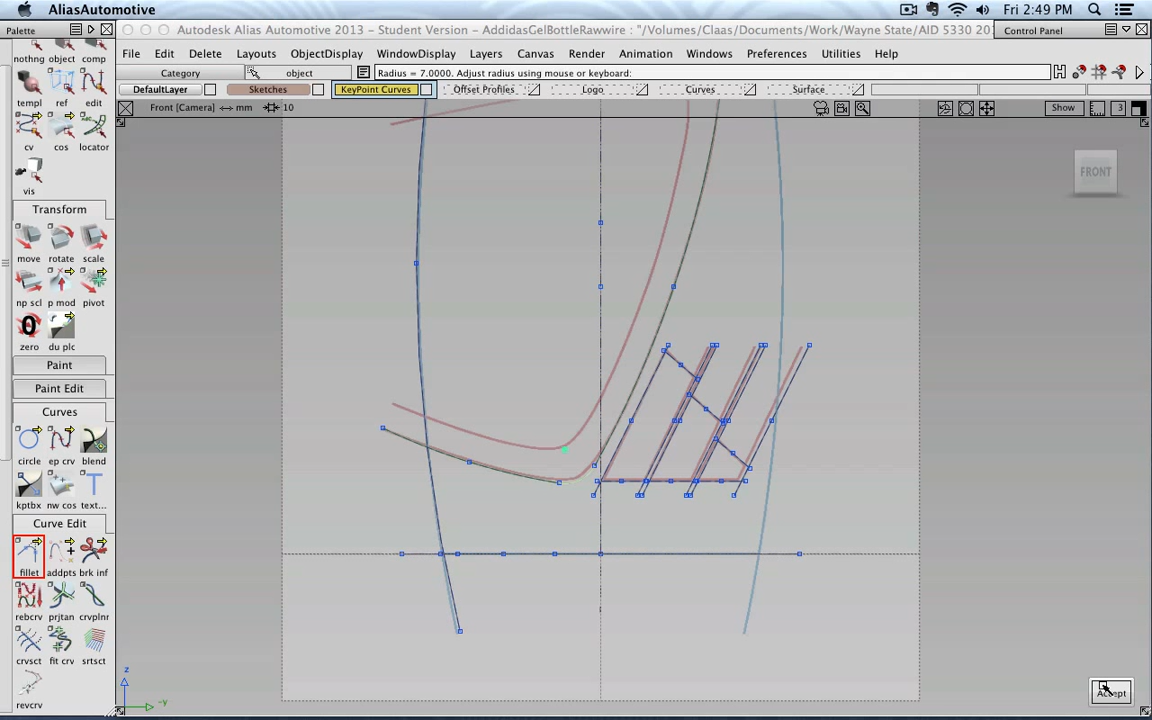 AliasAutomotive
Fri 2:49 PM
Palette
Autodesk Alias Automotive 2013 - Student Version - AddidasGelBottleRawwire : "/Volumes/Claas/Documents/Work/Wayne State/AID 5330 201
Control Panel
File Edit Delete Layouts ObjectDisplay WindowDisplay Layers Canvas Render Animation Windows Preferences Utilities Help
Category object Radius = 7.0000. Adjust radius using mouse or keyboard:
DefaultLayer Sketches KeyPoint Curves Offset Profiles Logo Curves Surface
Front [Camera] mm 10 Show 3
nothng object comp
templ ref edit
cv cos locator
vis
FRONT
Transform
move rotate scale
np scl p mod pivot
0
zero du plc
Paint
Paint Edit
Curves
circle ep crv blend
kptbx nw cos text...
Curve Edit
fillet addpts brk inf
rebcrv prjtan crvplnr
crvsct fit crv srtsct
revcrv
z
-y
Accept